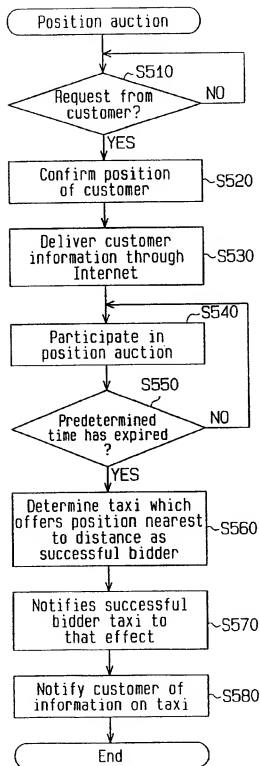 Position auction
S510
Request from
customer?
NO
YES
Confirm position
of customer
S520
Deliver customer
information through
Internet
S530
S540
Participate in
position auction
S550
Predetermined
time has expired
?
NO
YES
Determine taxi which
offers position nearest
to distance as
successful bidder
S560
Notifies successful
bidder taxi to
that effect
S570
Notify customer of
information on taxi
S580
End